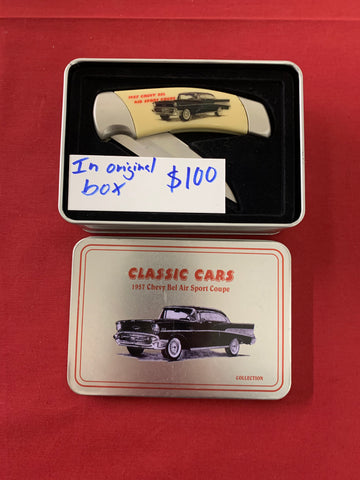 1957 CHEVY BEL
AIR SPORT COUPE
In original
box
$100
CLASSIC CARS
1957 Chevy Bel Air Sport Coupe
COLLECTION